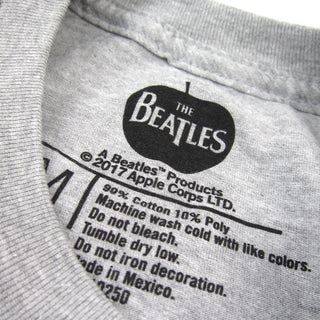 THE
BEATLES
A Beatles™ Products
©2017 Apple Corps LTD.
M
90% Cotton 10% Poly
Machine wash cold with like colors.
Do not bleach.
Tumble dry low.
Do not iron decoration.
Made in Mexico.
0250